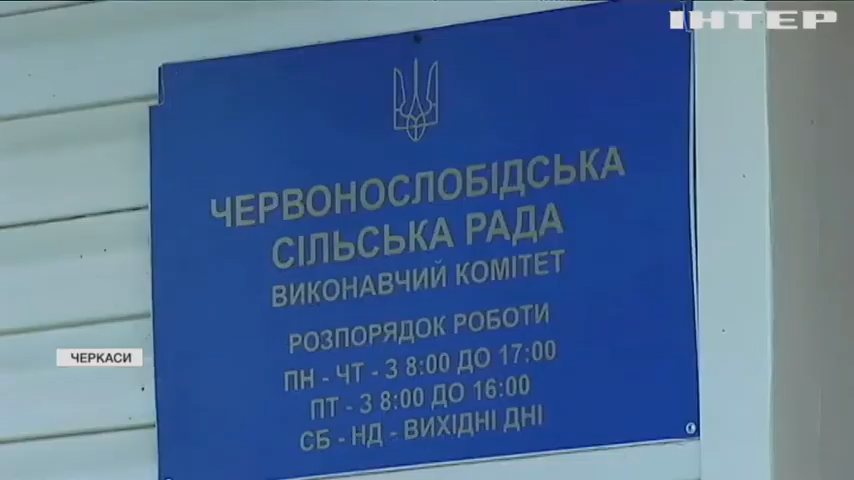 ІНТЕР
ЧЕРВОНОСЛОБІДСЬКА
СІЛЬСЬКА РАДА
ВИКОНАВЧИЙ КОМІТЕТ
РОЗПОРЯДОК РОБОТИ
ПН - ЧТ - З 8:00 ДО 17:00
ПТ - З 8:00 ДО 16:00
СБ - НД - ВИХІДНІ ДНІ
ЧЕРКАСИ